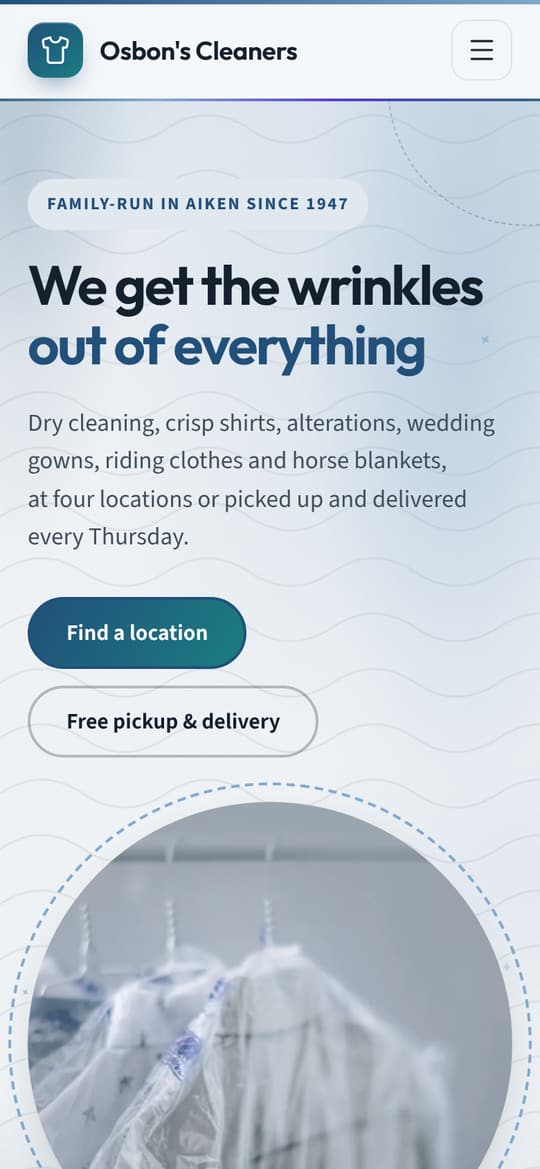 Osbon's Cleaners
FAMILY-RUN IN AIKEN SINCE 1947
We get the wrinkles
out of everything
Dry cleaning, crisp shirts, alterations, wedding
gowns, riding clothes and horse blankets,
at four locations or picked up and delivered
every Thursday.
Find a location
Free pickup & delivery